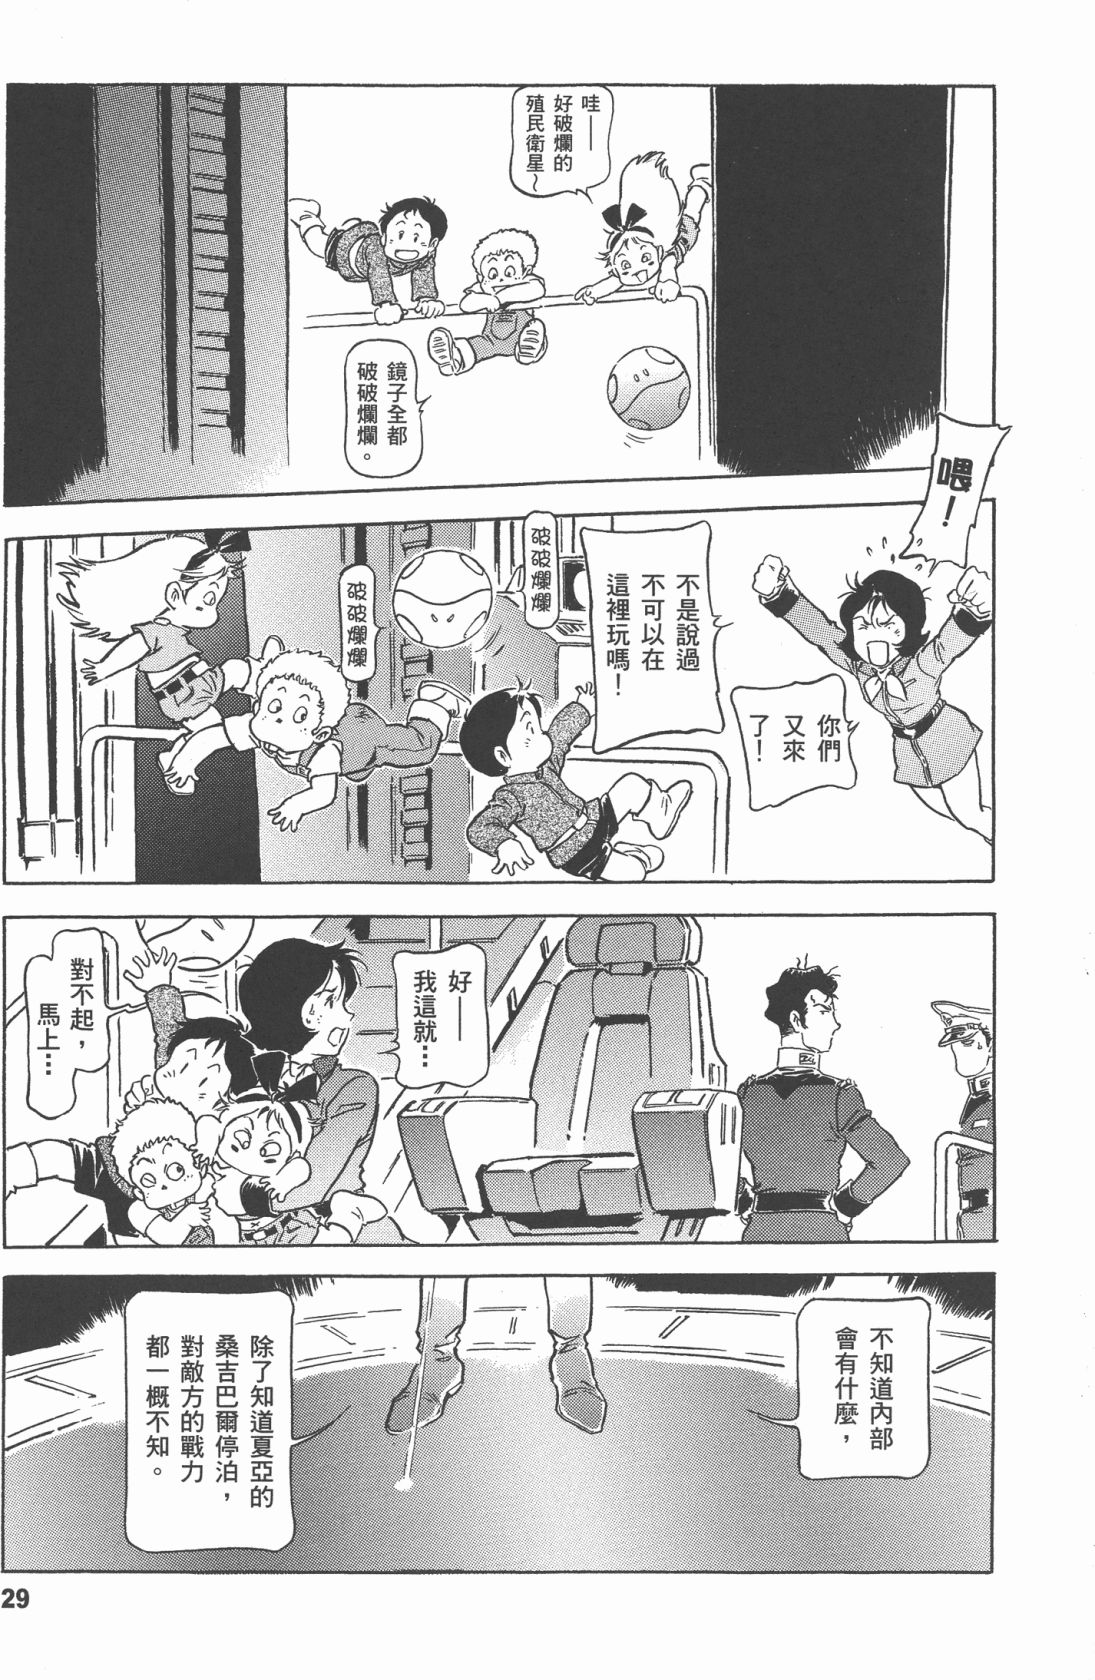 哇──
好破爛的
殖民衛星~
鏡子全都
破破爛爛。
喂！
你們
又來
了！
不是說過
不可以在
這裡玩嗎！
破破爛爛
破破爛爛
好──
我這就…
對不起，
馬上…
不知道內部
會有什麼，
除了知道夏亞的
桑吉巴爾停泊，
對敵方的戰力
都一概不知。
29